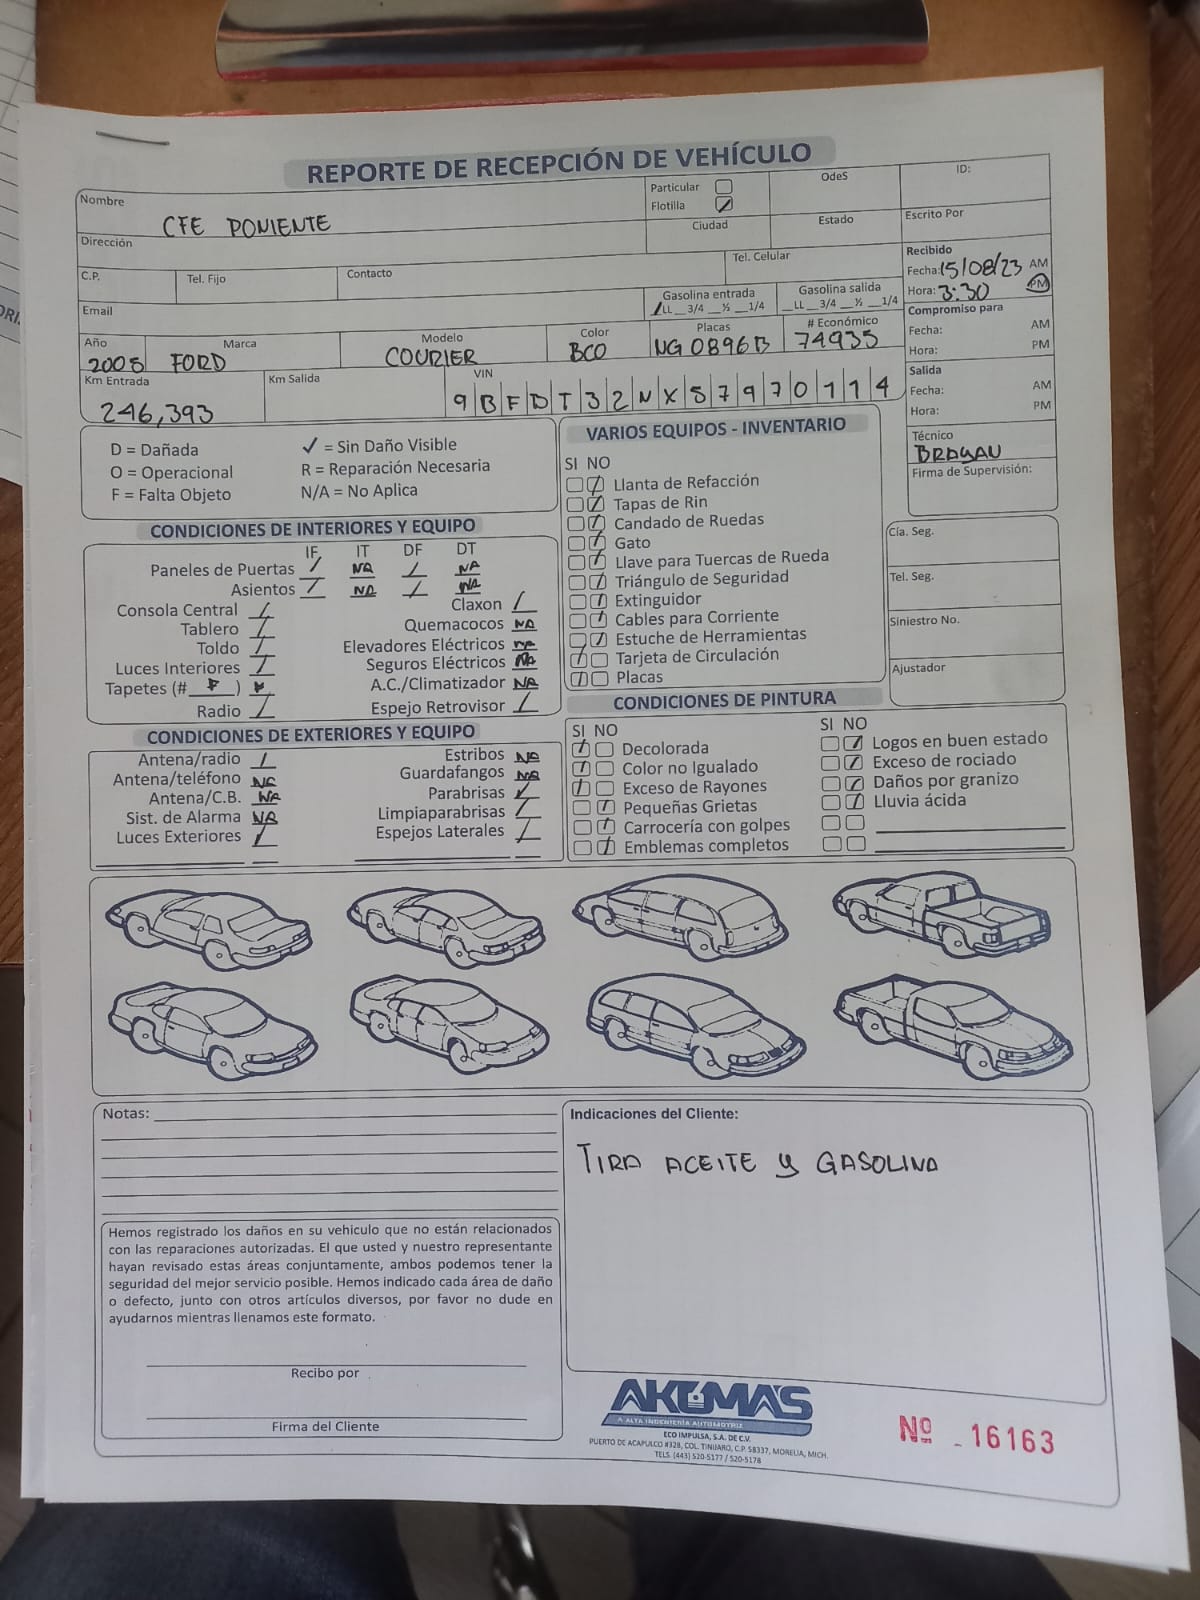 REPORTE DE RECEPCIÓN DE VEHÍCULO
Nombre
CFE PONIENTE
Particular
Flotilla
OdeS
ID:
Dirección
Ciudad
Estado
Escrito Por
C.P.
Tel. Fijo
Contacto
Tel. Celular
Recibido
Fecha: 15/08/23 AM
Hora: 3:30 PM
Email
Gasolina entrada
LL __3/4 __½ __1/4
Gasolina salida
__LL __3/4 __½ __1/4
Compromiso para
Fecha: AM
Hora: PM
Año
2005
Marca
FORD
Modelo
COURIER
Color
BCO
Placas
NG 0896B
# Económico
74935
Km Entrada
246,393
Km Salida
VIN
9BFDT32NX57970114
Salida
Fecha: AM
Hora: PM
Técnico
BRAYAN
Firma de Supervisión:
D = Dañada
✓ = Sin Daño Visible
O = Operacional
R = Reparación Necesaria
F = Falta Objeto
N/A = No Aplica
CONDICIONES DE INTERIORES Y EQUIPO
IF IT DF DT
Paneles de Puertas / NA / NA
Asientos / NA / NA
Consola Central /
Claxon /
Tablero /
Quemacocos NA
Toldo /
Elevadores Eléctricos NA
Luces Interiores /
Seguros Eléctricos NA
Tapetes (# F)
A.C./Climatizador NA
Radio /
Espejo Retrovisor /
CONDICIONES DE EXTERIORES Y EQUIPO
Antena/radio /
Estribos NA
Antena/teléfono NA
Guardafangos NA
Antena/C.B. NA
Parabrisas ✓
Sist. de Alarma NA
Limpiaparabrisas /
Luces Exteriores /
Espejos Laterales /
VARIOS EQUIPOS - INVENTARIO
SI NO
Llanta de Refacción
Tapas de Rin
Candado de Ruedas
Gato
Llave para Tuercas de Rueda
Triángulo de Seguridad
Extinguidor
Cables para Corriente
Estuche de Herramientas
Tarjeta de Circulación
Placas
Cía. Seg.
Tel. Seg.
Siniestro No.
Ajustador
CONDICIONES DE PINTURA
SI NO
Decolorada
Color no Igualado
Exceso de Rayones
Pequeñas Grietas
Carrocería con golpes
Emblemas completos
SI NO
Logos en buen estado
Exceso de rociado
Daños por granizo
Lluvia ácida
Notas:
Indicaciones del Cliente:
TIRA ACEITE Y GASOLINA
Hemos registrado los daños en su vehiculo que no están relacionados
con las reparaciones autorizadas. El que usted y nuestro representante
hayan revisado estas áreas conjuntamente, ambos podemos tener la
seguridad del mejor servicio posible. Hemos indicado cada área de daño
o defecto, junto con otros artículos diversos, por favor no dude en
ayudarnos mientras llenamos este formato.
Recibo por
Firma del Cliente
AKUMA'S
A ALTA INGENIERÍA AUTOMOTRIZ
ECO IMPULSA, S.A. DE C.V.
PUERTO DE ACAPULCO #328, COL. TINIJARO, C.P. 58337, MORELIA, MICH.
TELS. (443) 520-5177 / 520-5178
Nº 16163